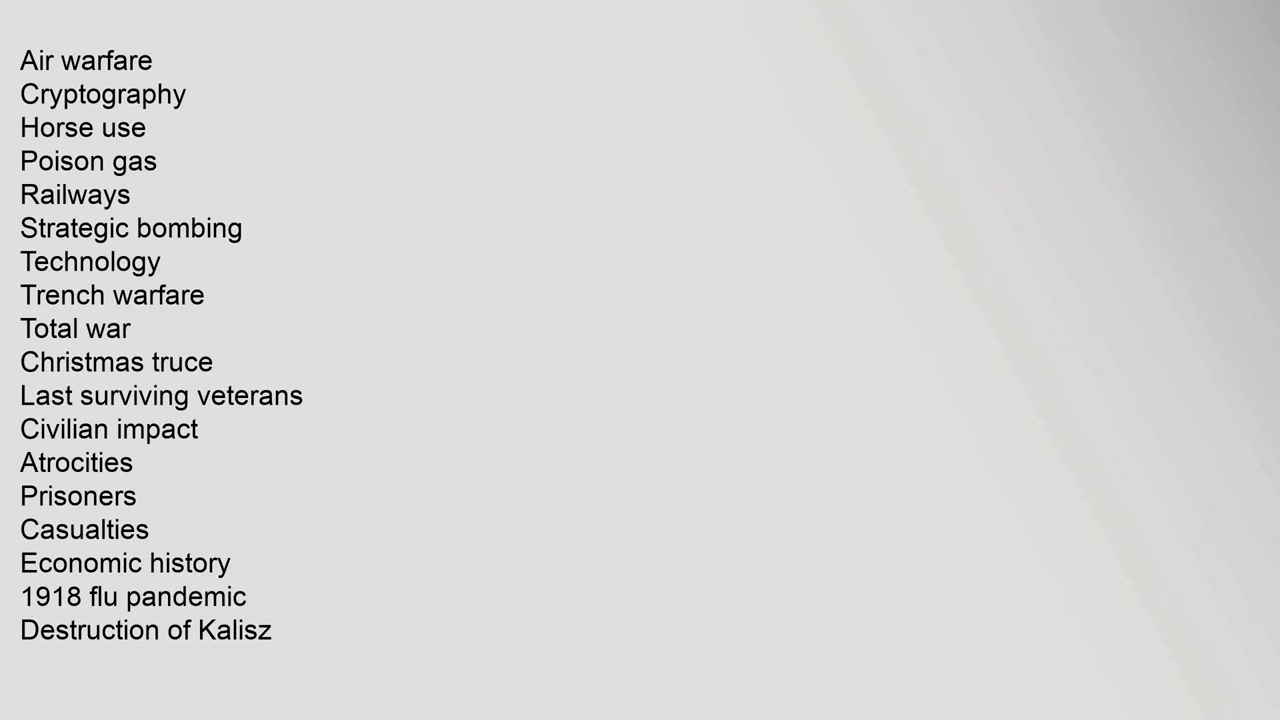 Air warfare
Cryptography
Horse use
Poison gas
Railways
Strategic bombing
Technology
Trench warfare
Total war
Christmas truce
Last surviving veterans
Civilian impact
Atrocities
Prisoners
Casualties
Economic history
1918 flu pandemic
Destruction of Kalisz